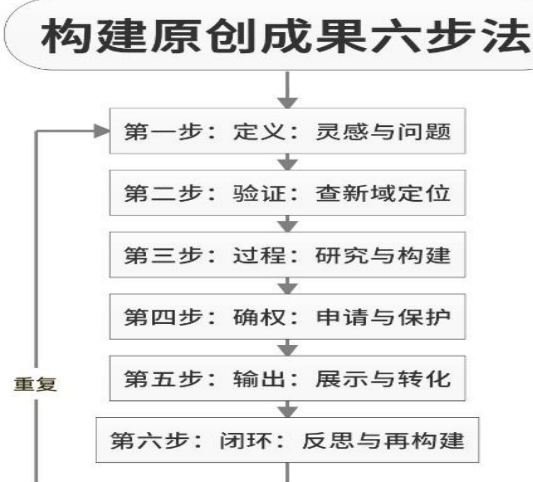 构建原创成果六步法
第一步：定义：灵感与问题
第二步：验证：查新域定位
第三步：过程：研究与构建
第四步：确权：申请与保护
第五步：输出：展示与转化
重复
第六步：闭环：反思与再构建